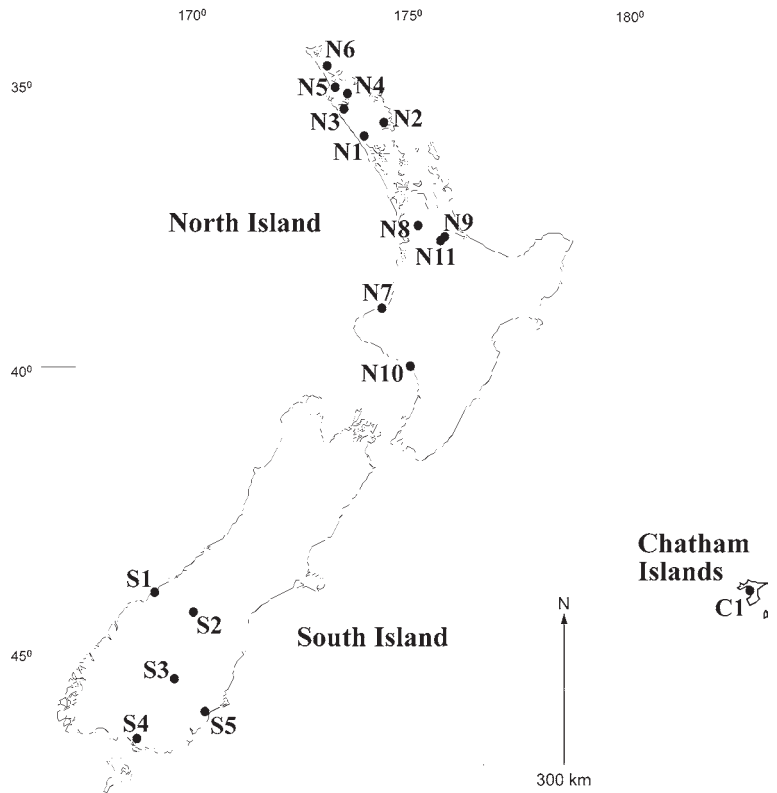 170⁰ 175⁰ 180⁰
N6
35⁰
N5 N4
N3 N2
N1
North Island
N8 N9
N11
N7
40⁰
N10
Chatham
Islands
S1
N
C1
S2
South Island
45⁰
S3
S4 S5
300 km